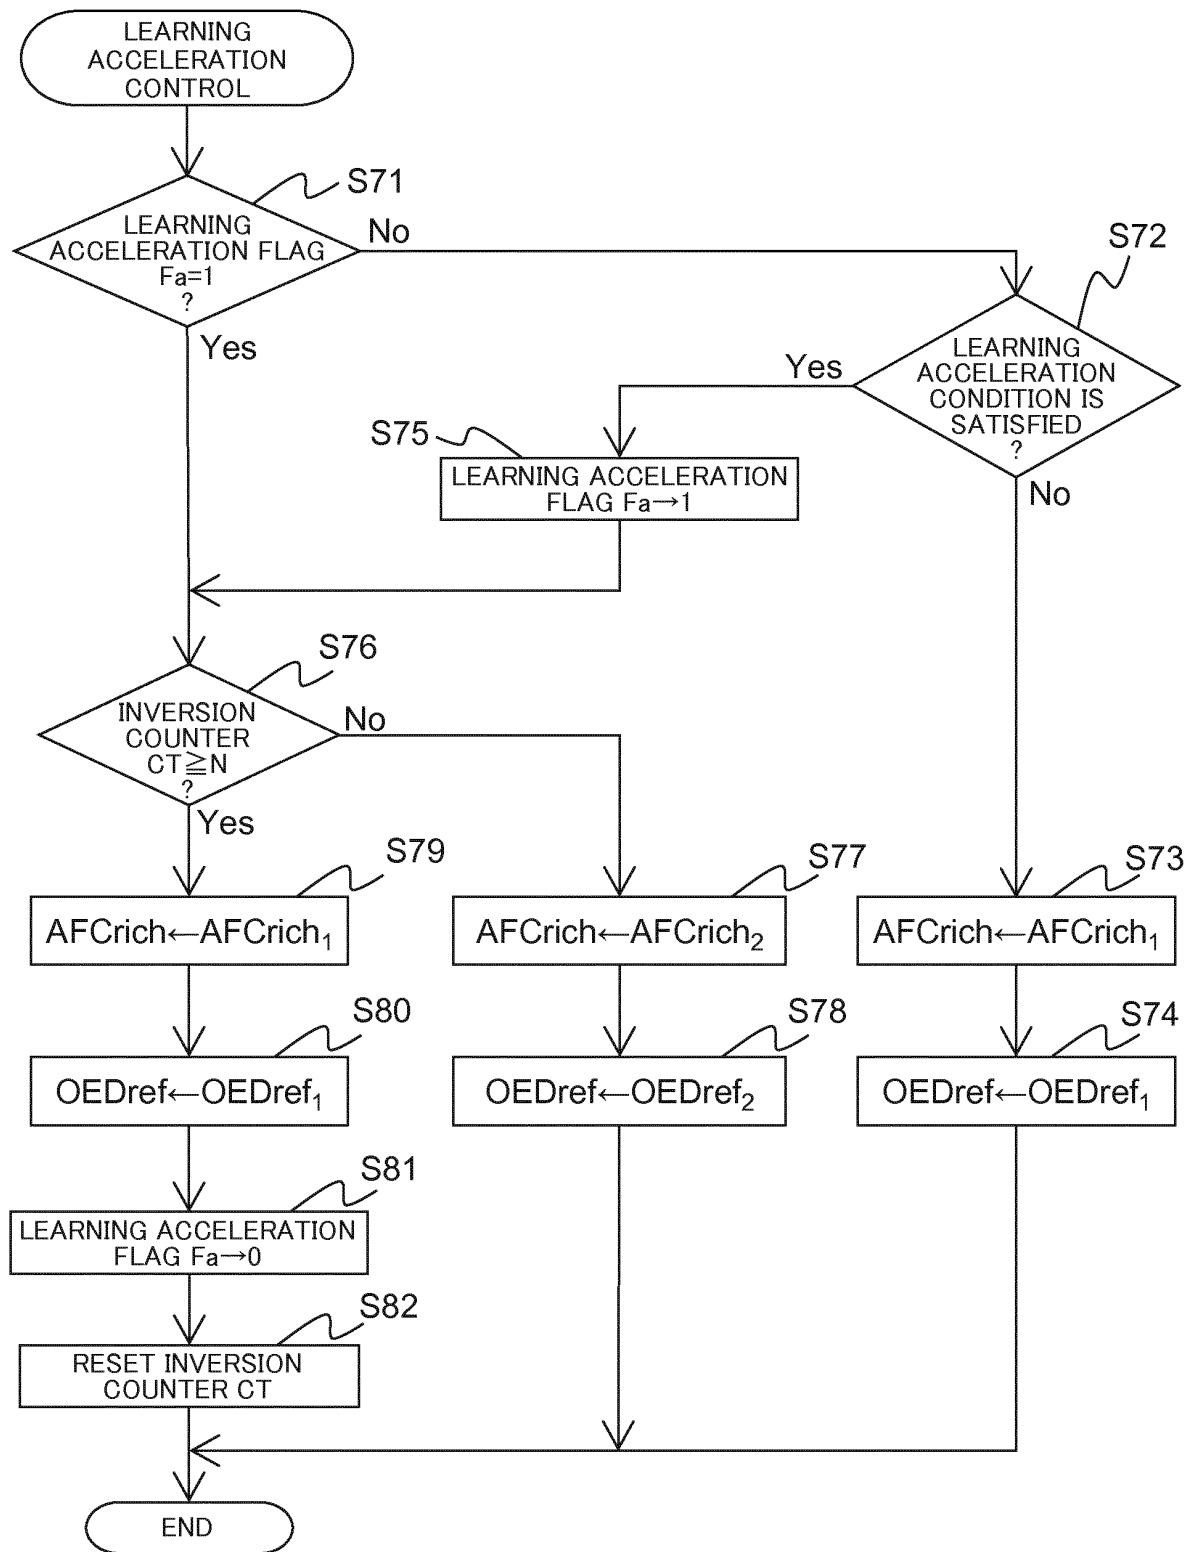 LEARNING
ACCELERATION
CONTROL
S71
LEARNING
ACCELERATION FLAG
Fa=1
?
No
Yes
S72
LEARNING
ACCELERATION
CONDITION IS
SATISFIED
?
Yes
No
S75
LEARNING ACCELERATION
FLAG Fa→1
S76
INVERSION
COUNTER
CT≧N
?
No
Yes
S79
AFCrich←AFCrich₁
S77
AFCrich←AFCrich₂
S73
AFCrich←AFCrich₁
S80
OEDref←OEDref₁
S78
OEDref←OEDref₂
S74
OEDref←OEDref₁
S81
LEARNING ACCELERATION
FLAG Fa→0
S82
RESET INVERSION
COUNTER CT
END